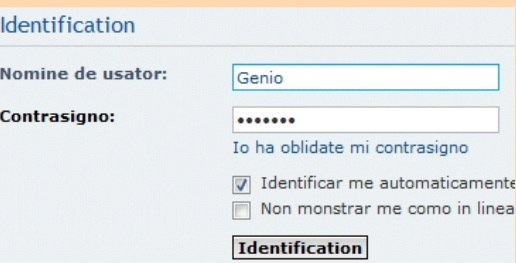 Identification
Nomine de usator: Genio
Contrasigno: •••••••
Io ha oblidate mi contrasigno
Identificar me automaticamente
Non monstrar me como in linea
Identification